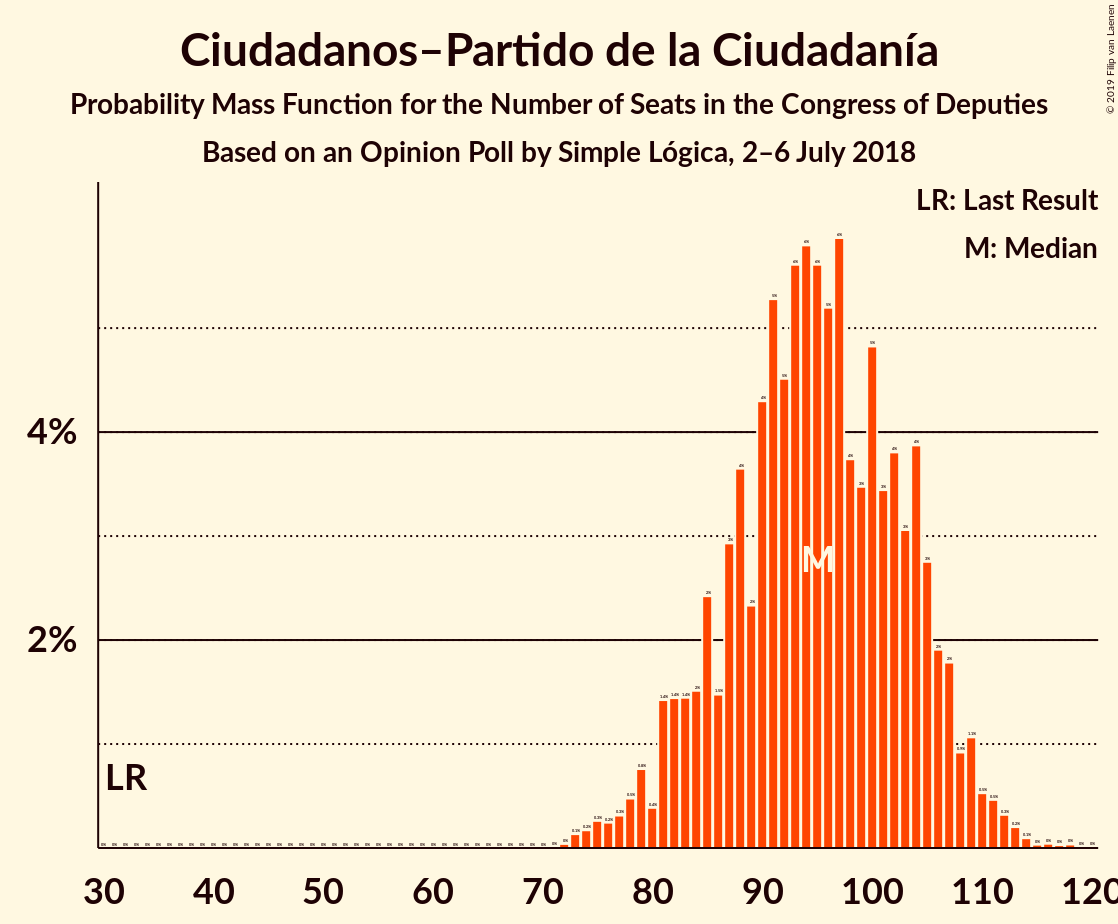 Ciudadanos–Partido de la Ciudadanía
Probability Mass Function for the Number of Seats in the Congress of Deputies
Based on an Opinion Poll by Simple Lógica, 2–6 July 2018
© 2019 Filip van Laenen
LR: Last Result
M: Median
4%
2%
LR
M
30 40 50 60 70 80 90 100 110 120